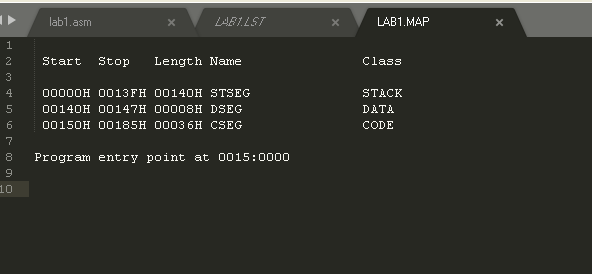 lab1.asm LAB1.LST LAB1.MAP
1
2 Start Stop Length Name Class
3
4 00000H 0013FH 00140H STSEG STACK
5 00140H 00147H 00008H DSEG DATA
6 00150H 00185H 00036H CSEG CODE
7
8 Program entry point at 0015:0000
9
10